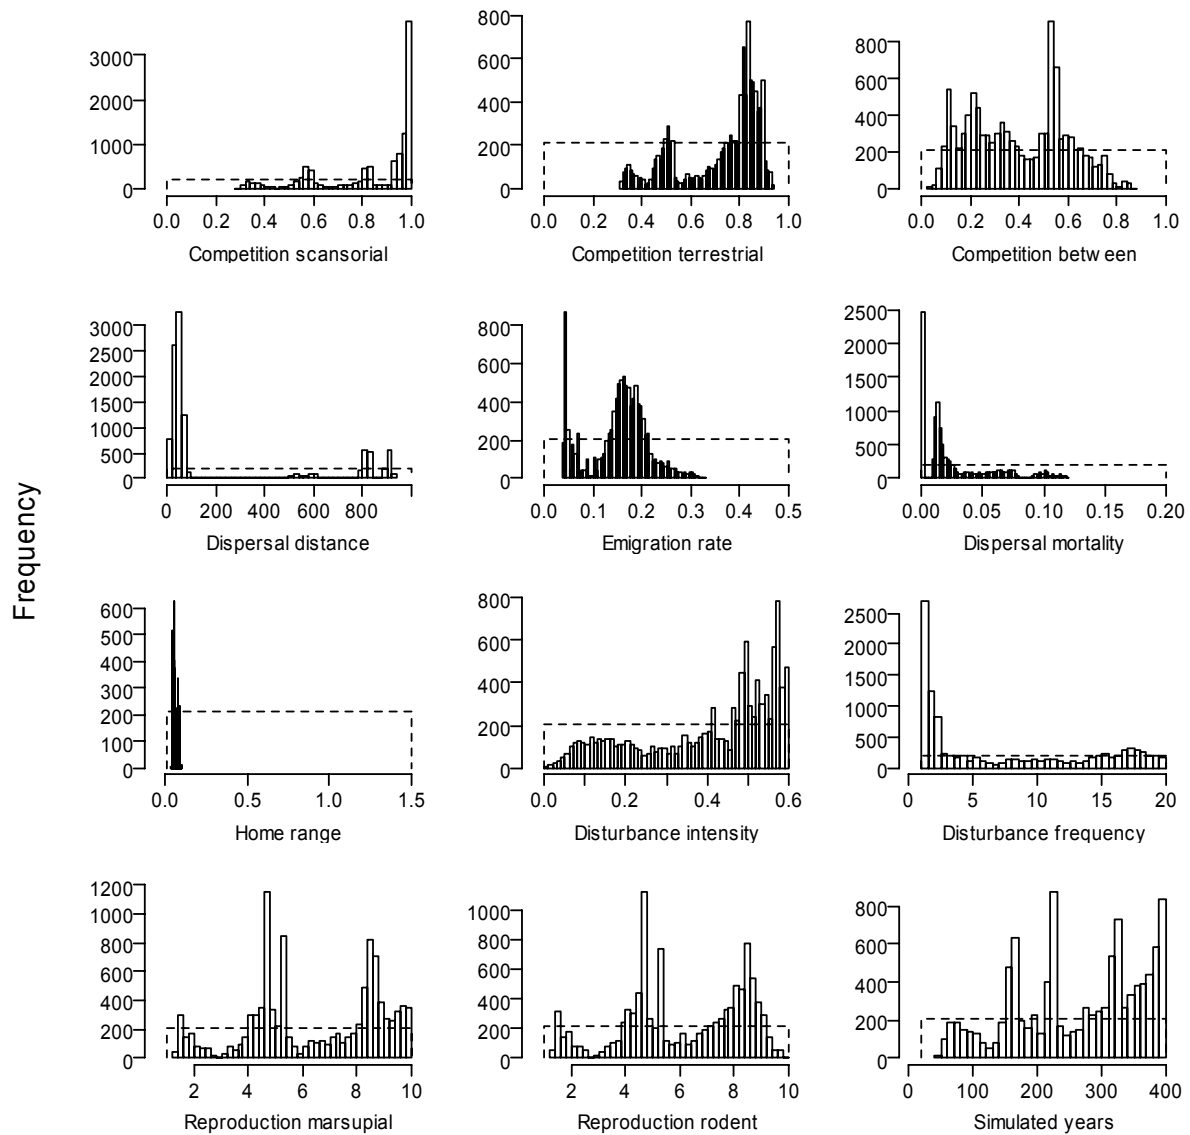 Frequency
3000
2000
1000
0
0.0 0.2 0.4 0.6 0.8 1.0
Competition scansorial
800
600
400
200
0
0.0 0.2 0.4 0.6 0.8 1.0
Competition terrestrial
800
600
400
200
0
0.0 0.2 0.4 0.6 0.8 1.0
Competition betw een
3000
2500
2000
1500
1000
500
0
0 200 400 600 800
Dispersal distance
800
600
400
200
0
0.0 0.1 0.2 0.3 0.4 0.5
Emigration rate
2500
2000
1500
1000
500
0
0.00 0.05 0.10 0.15 0.20
Dispersal mortality
600
500
400
300
200
100
0
0.0 0.5 1.0 1.5
Home range
800
600
400
200
0
0.0 0.2 0.4 0.6
Disturbance intensity
2500
2000
1500
1000
500
0
0 5 10 15 20
Disturbance frequency
1200
1000
800
600
400
200
0
2 4 6 8 10
Reproduction marsupial
1000
800
600
400
200
0
2 4 6 8 10
Reproduction rodent
800
600
400
200
0
0 100 200 300 400
Simulated years